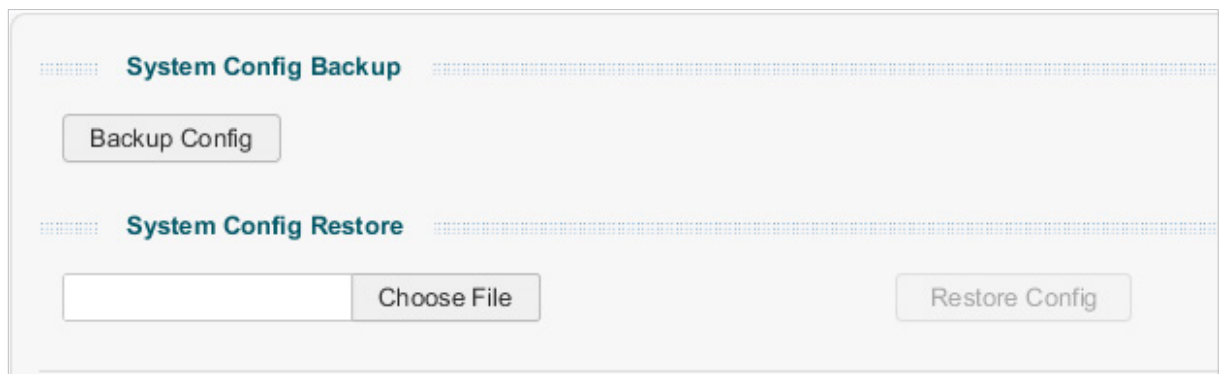 System Config Backup
Backup Config
System Config Restore
Choose File Restore Config